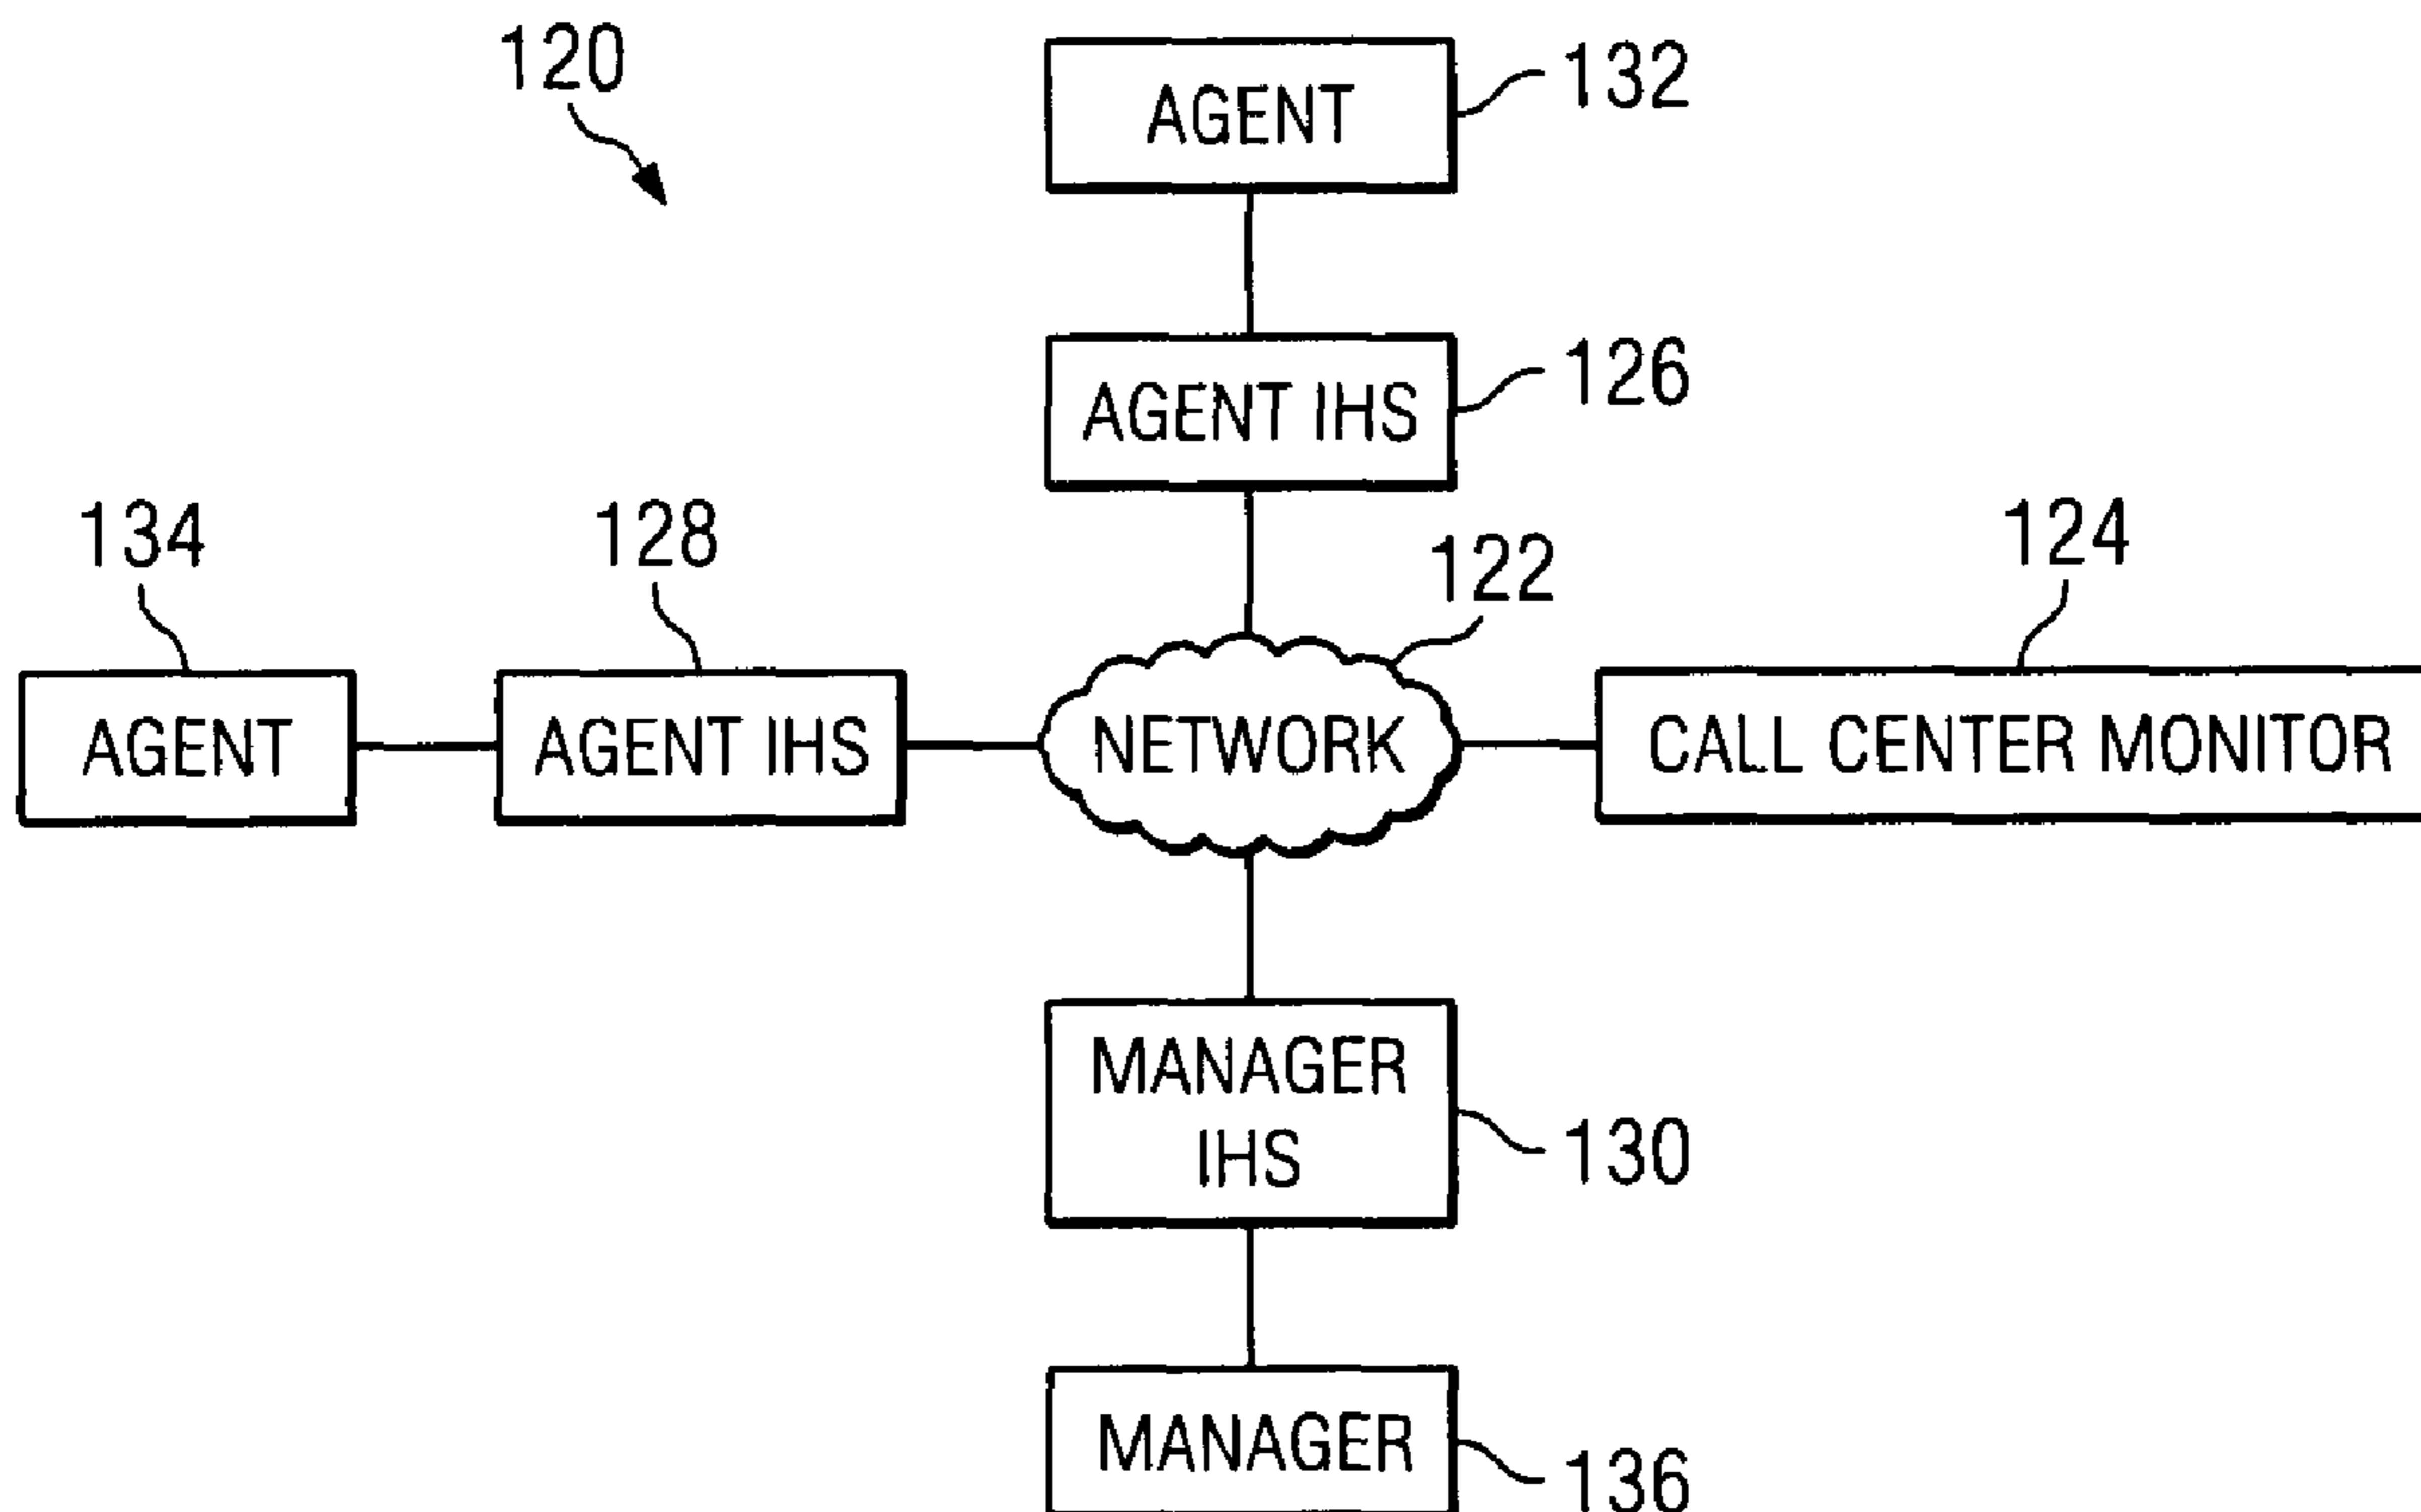 120
AGENT
132
AGENT IHS
126
134
128
122
124
AGENT
AGENT IHS
NETWORK
CALL CENTER MONITOR
MANAGER
IHS
130
MANAGER
136